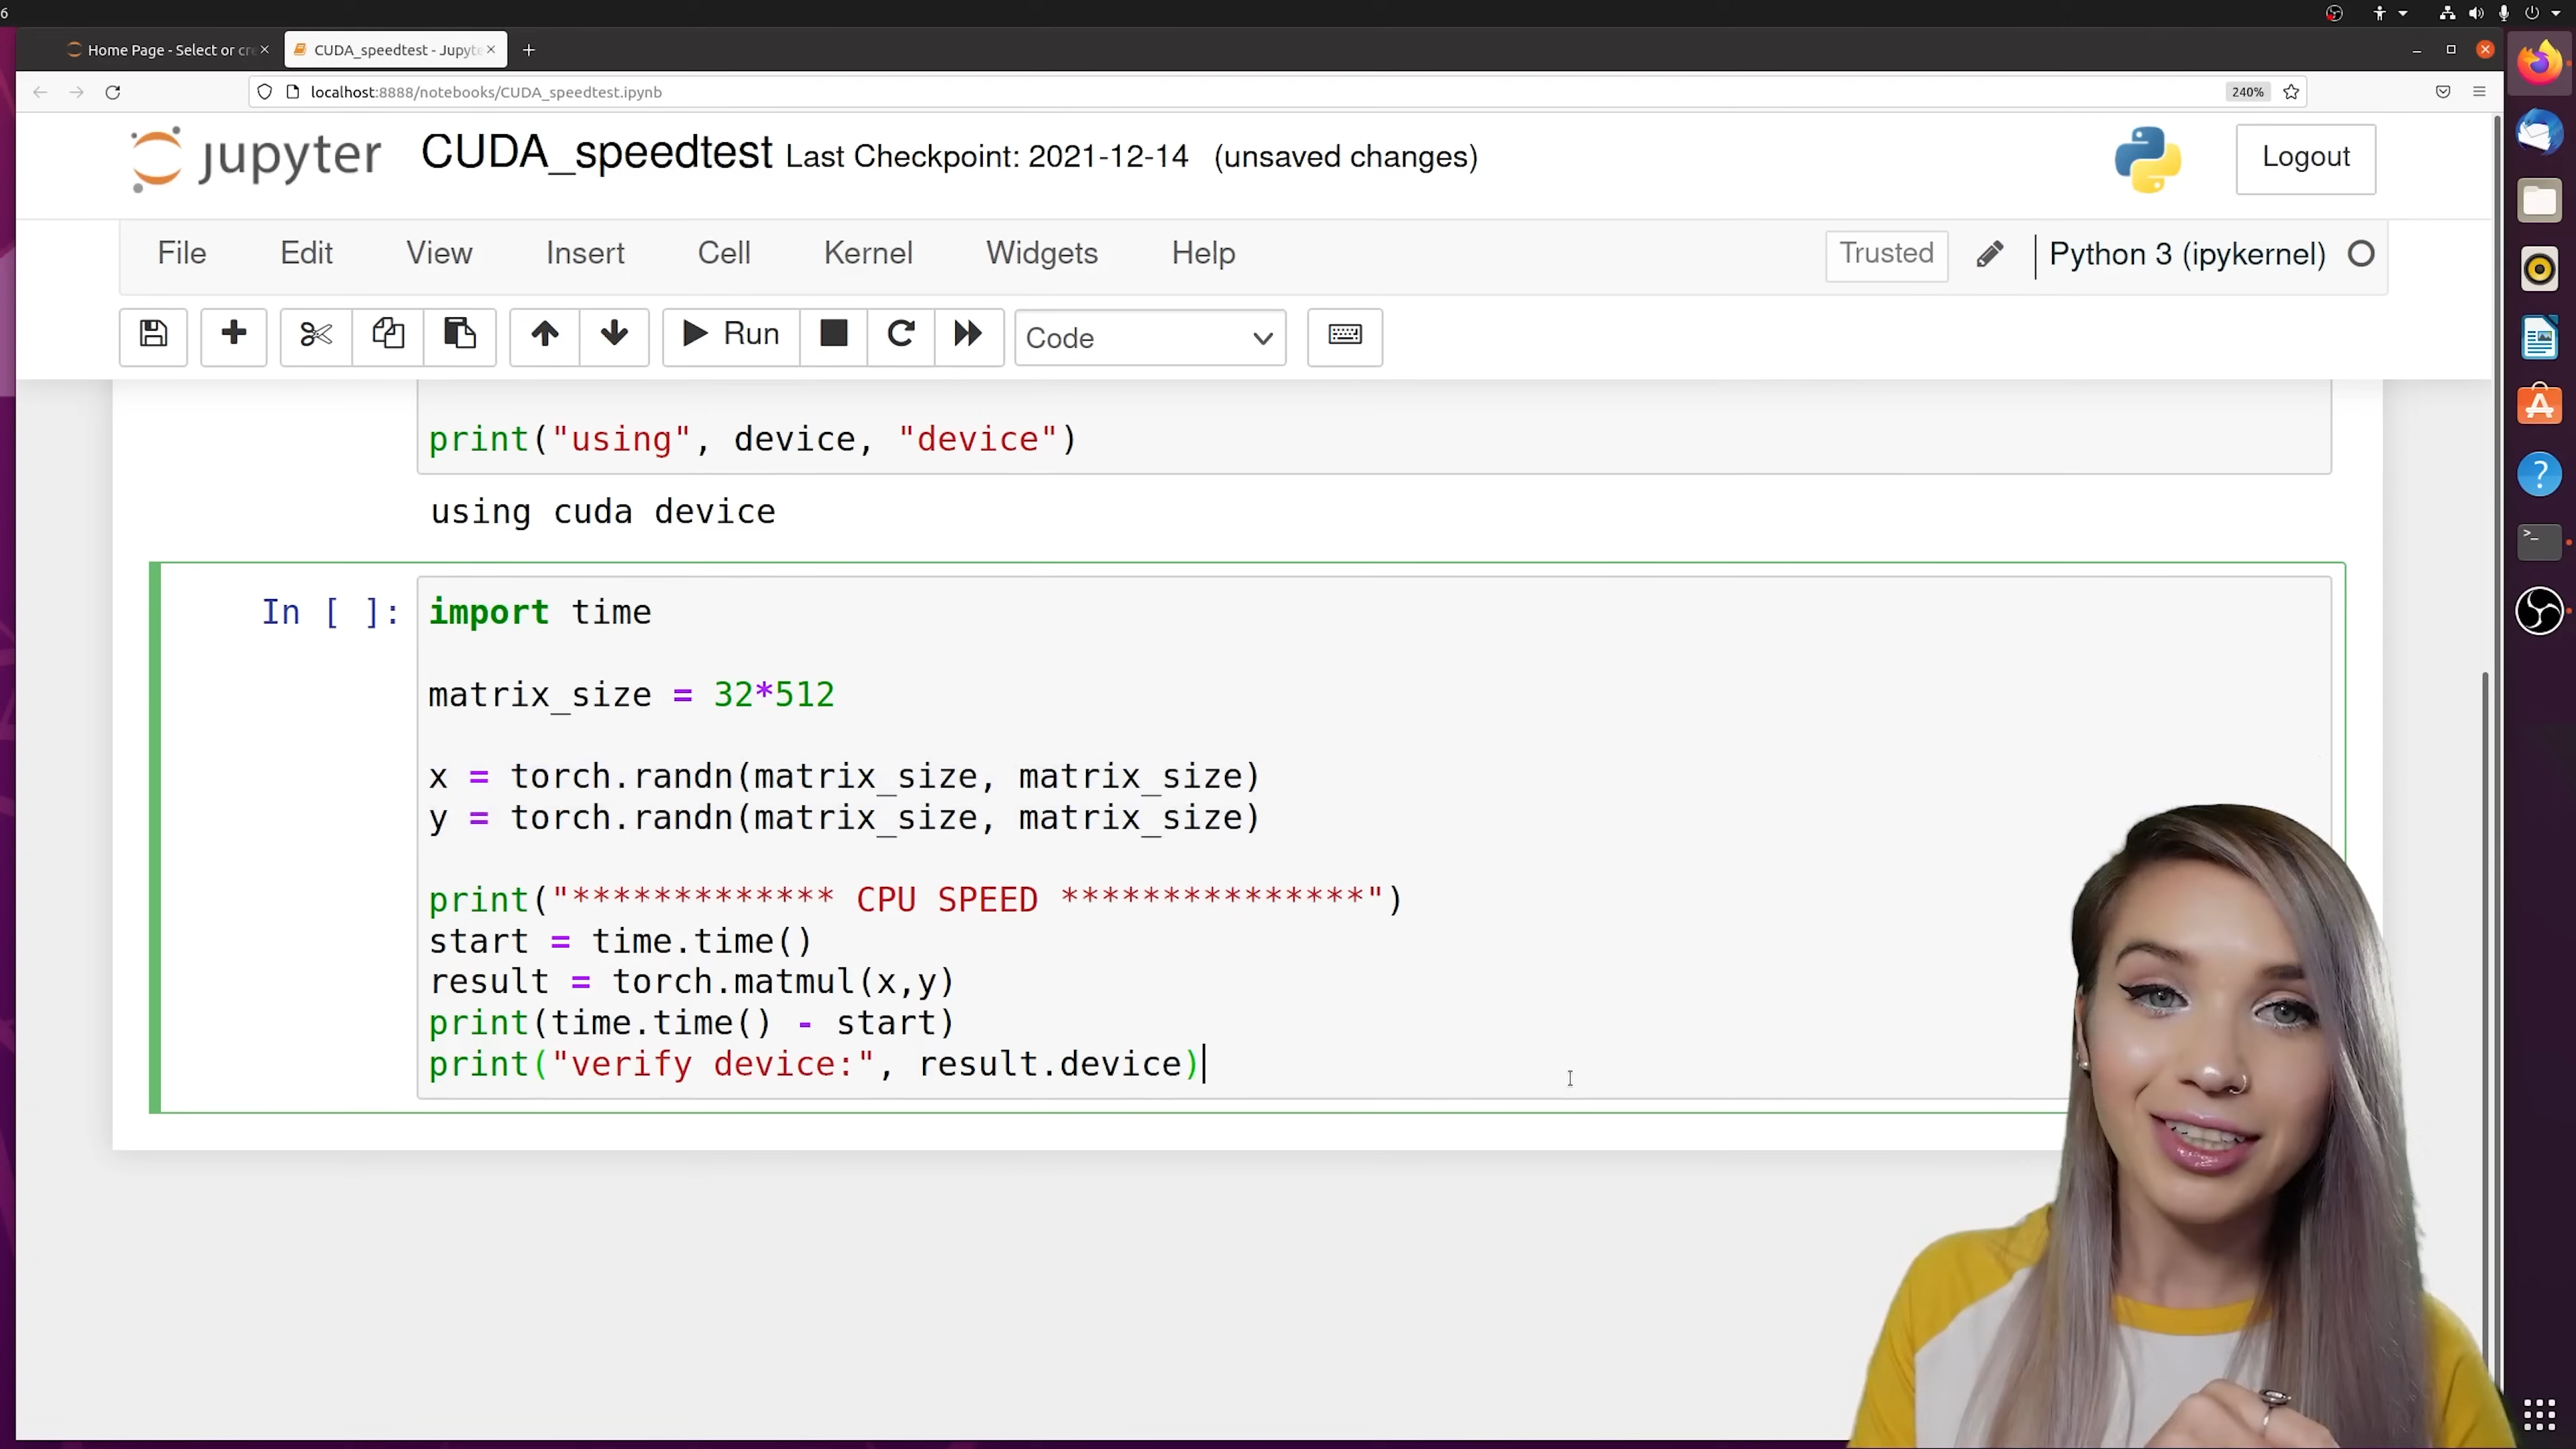 6
Home Page - Select or cre
CUDA_speedtest - Jupyte
localhost:8888/notebooks/CUDA_speedtest.ipynb
240%
jupyter
CUDA_speedtest Last Checkpoint: 2021-12-14 (unsaved changes)
Logout
File Edit View Insert Cell Kernel Widgets Help
Trusted
Python 3 (ipykernel)
Run
Code
print("using", device, "device")
using cuda device
In [ ]:
import time
matrix_size = 32*512
x = torch.randn(matrix_size, matrix_size)
y = torch.randn(matrix_size, matrix_size)
print("************* CPU SPEED ***************")
start = time.time()
result = torch.matmul(x,y)
print(time.time() - start)
print("verify device:", result.device)